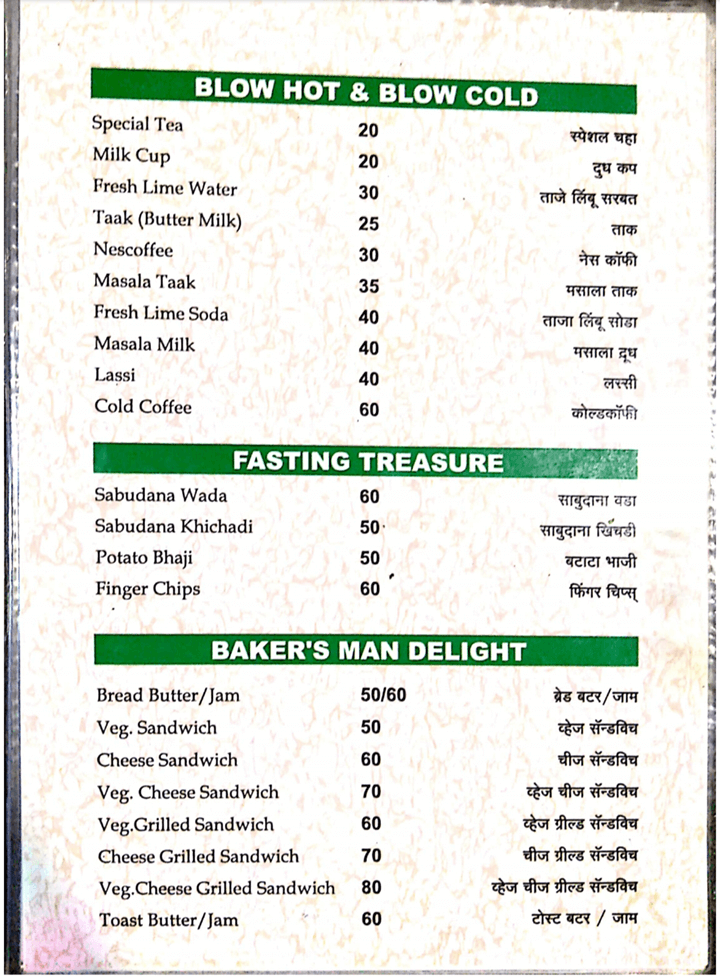 BLOW HOT & BLOW COLD
Special Tea 20 स्पेशल चहा
Milk Cup 20 दुध कप
Fresh Lime Water 30 ताजे लिंबू सरबत
Taak (Butter Milk) 25 ताक
Nescoffee 30 नेस कॉफी
Masala Taak 35 मसाला ताक
Fresh Lime Soda 40 ताजा लिंबू सोडा
Masala Milk 40 मसाला दूध
Lassi 40 लस्सी
Cold Coffee 60 कोल्डकॉफी
FASTING TREASURE
Sabudana Wada 60 साबुदाना वडा
Sabudana Khichadi 50 साबुदाना खिचडी
Potato Bhaji 50 बटाटा भाजी
Finger Chips 60 फिंगर चिप्स्
BAKER'S MAN DELIGHT
Bread Butter/Jam 50/60 ब्रेड बटर/जाम
Veg. Sandwich 50 व्हेज सॅन्डविच
Cheese Sandwich 60 चीज सॅन्डविच
Veg. Cheese Sandwich 70 व्हेज चीज सॅन्डविच
Veg.Grilled Sandwich 60 व्हेज ग्रील्ड सॅन्डविच
Cheese Grilled Sandwich 70 चीज ग्रील्ड सॅन्डविच
Veg.Cheese Grilled Sandwich 80 व्हेज चीज ग्रील्ड सॅन्डविच
Toast Butter/Jam 60 टोस्ट बटर / जाम